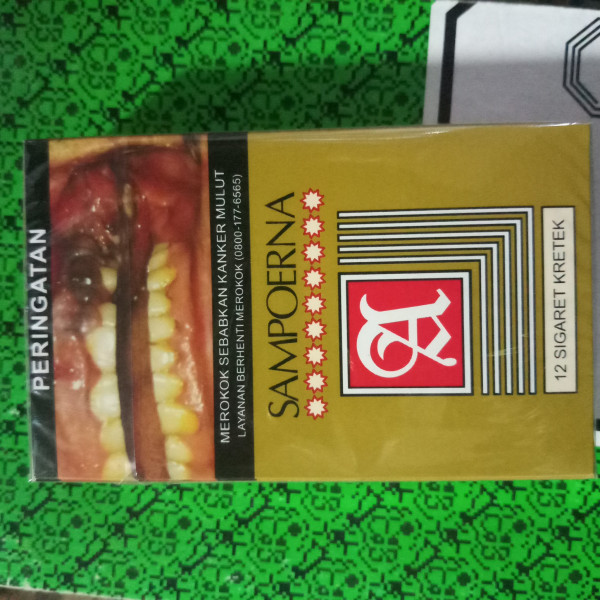 PERINGATAN
MEROKOK SEBABKAN KANKER MULUT
LAYANAN BERHENTI MEROKOK (0800-177-6565)
SAMPOERNA
A
12 SIGARET KRETEK